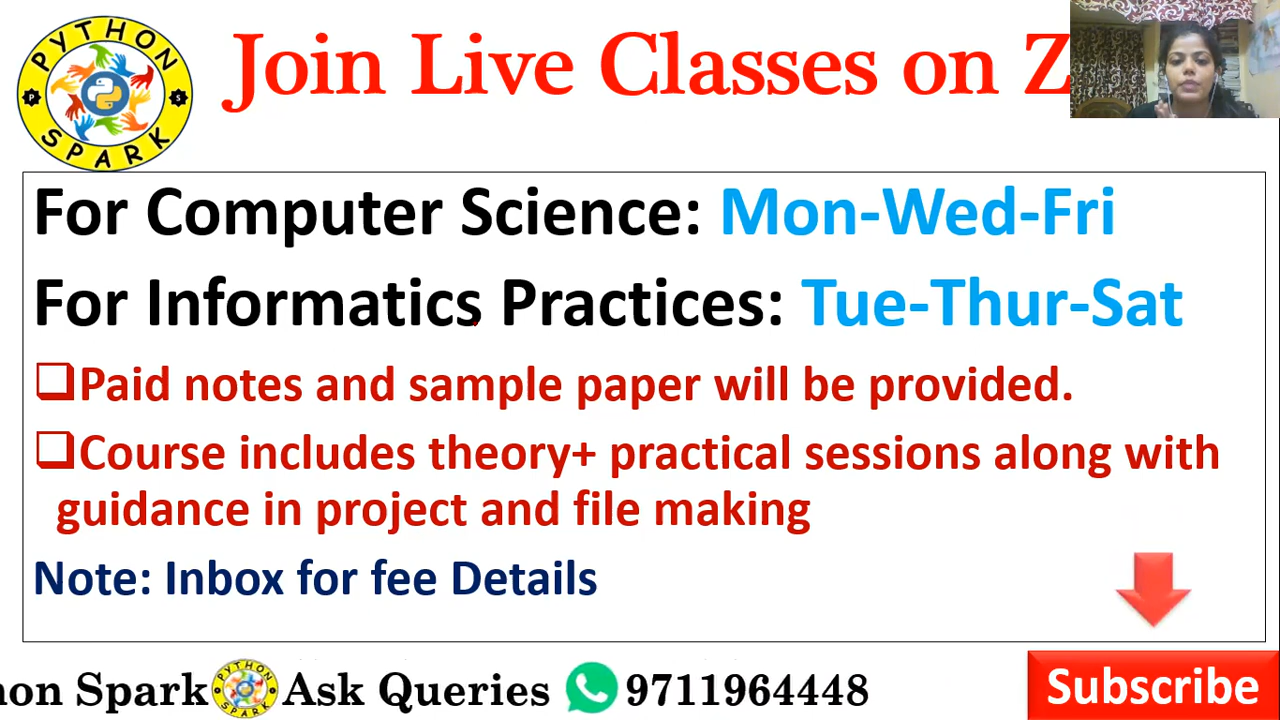 PYTHON
P S
SPARK
Join Live Classes on Z
For Computer Science: Mon-Wed-Fri
For Informatics Practices: Tue-Thur-Sat
❑Paid notes and sample paper will be provided.
❑Course includes theory+ practical sessions along with
guidance in project and file making
Note: Inbox for fee Details
hon Spark PYTHON SPARK Ask Queries 9711964448
Subscribe